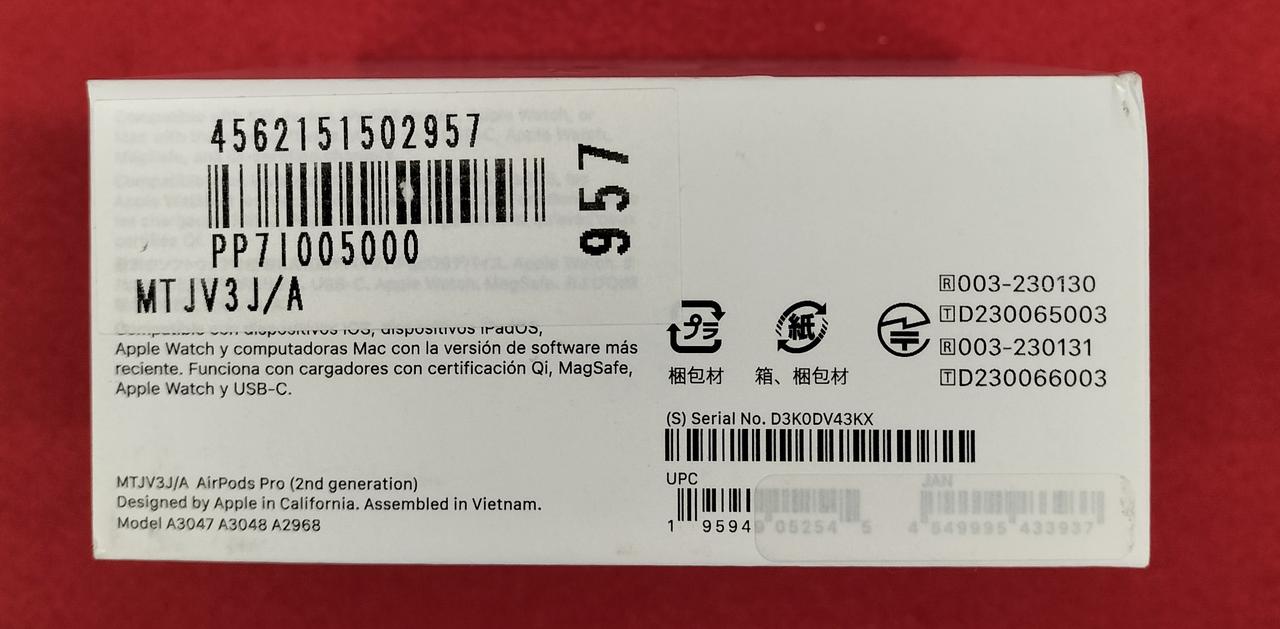 4562151502957
957
PP71005000
MTJV3J/A
Compatible con dispositivos iOS, dispositivos iPadOS,
Apple Watch y computadoras Mac con la versión de software más
reciente. Funciona con cargadores con certificación Qi, MagSafe,
Apple Watch y USB-C.
プラ
梱包材
紙
箱、梱包材
R003-230130
TD230065003
R003-230131
TD230066003
(S) Serial No. D3K0DV43KX
UPC
JAN
1 95949 05254 5
4 549995 433937
MTJV3J/A AirPods Pro (2nd generation)
Designed by Apple in California. Assembled in Vietnam.
Model A3047 A3048 A2968